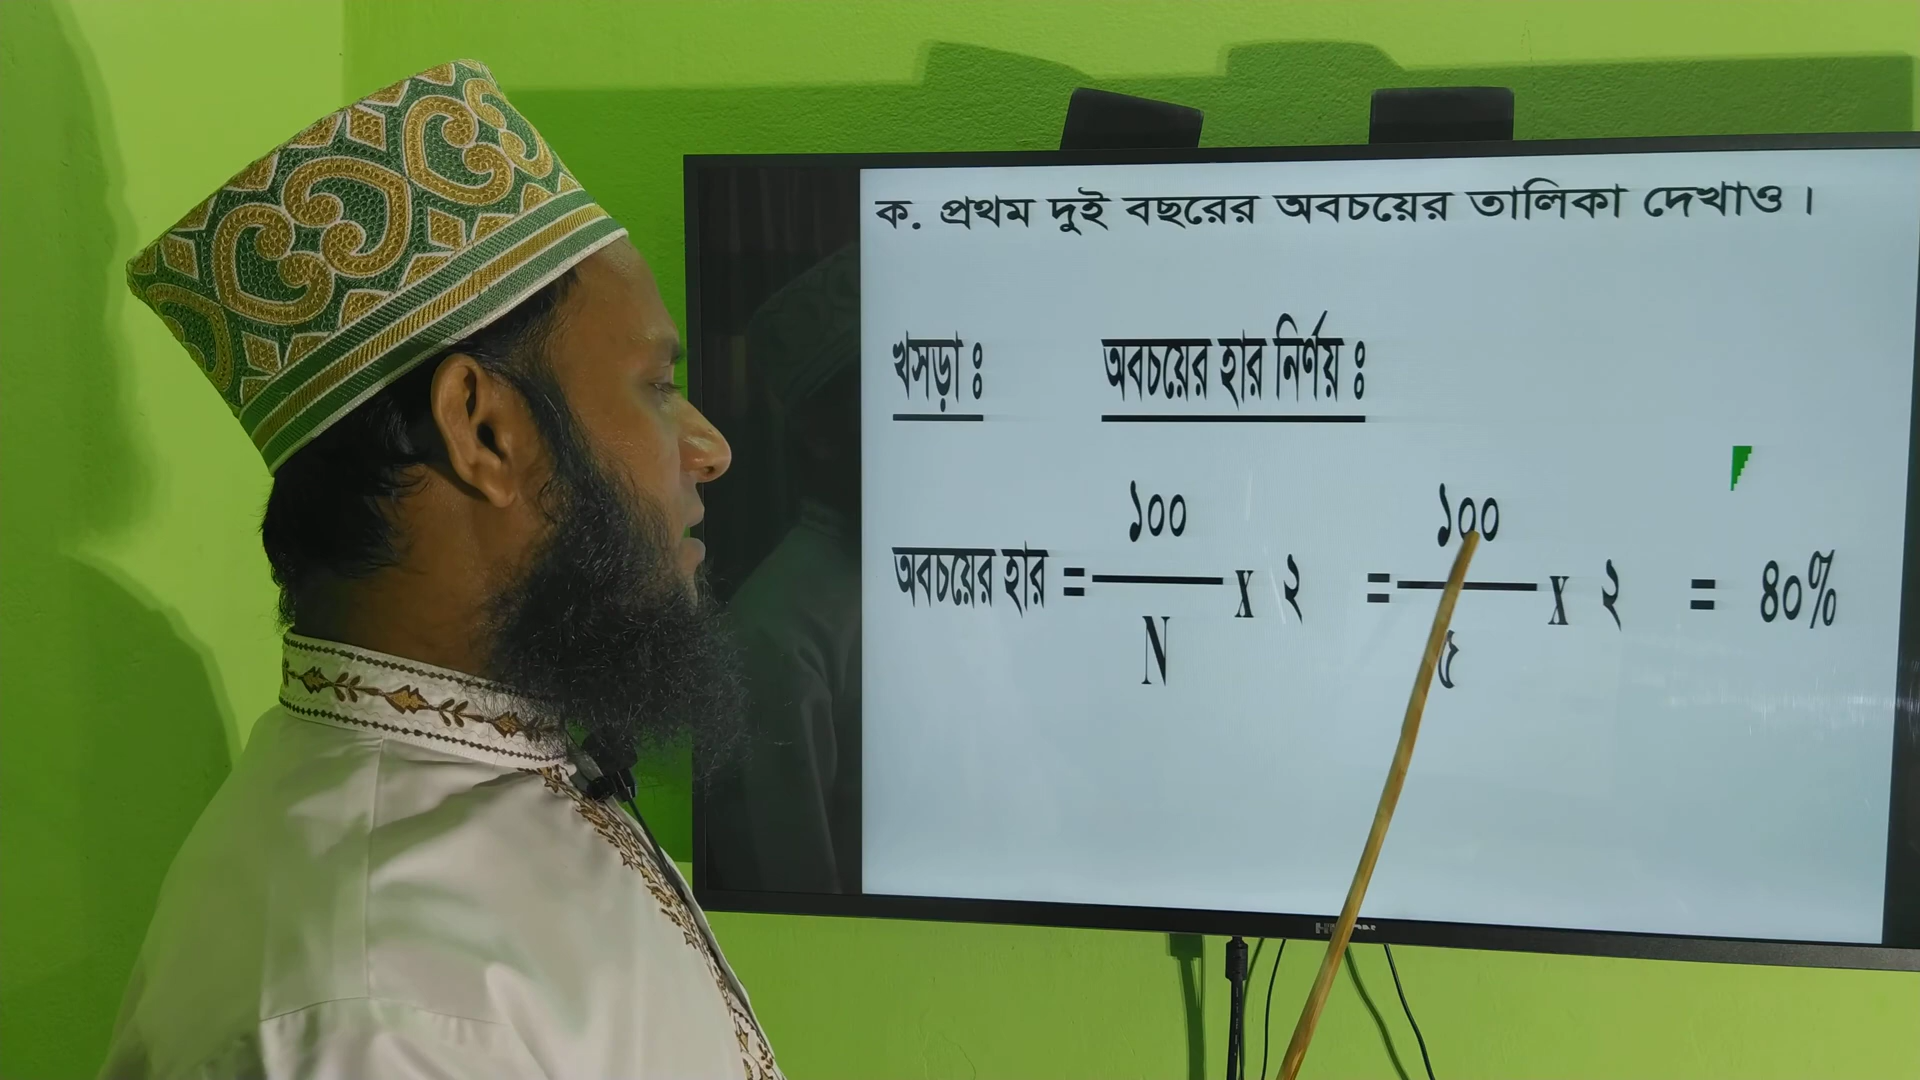 ক. প্রথম দুই বছরের অবচয়ের তালিকা দেখাও।
খসড়া ঃ অবচয়ের হার নির্ণয় ঃ
১০০ ১০০
অবচয়ের হার = x ২ = x ২ = ৪০%
N ৫